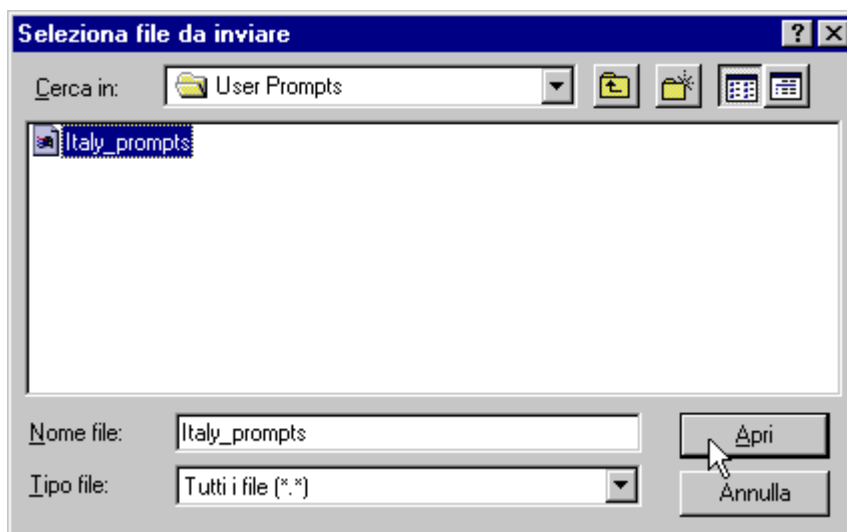 Seleziona file da inviare
Cerca in: User Prompts
Italy_prompts
Nome file: Italy_prompts Apri
Tipo file: Tutti i file (*.*) Annulla